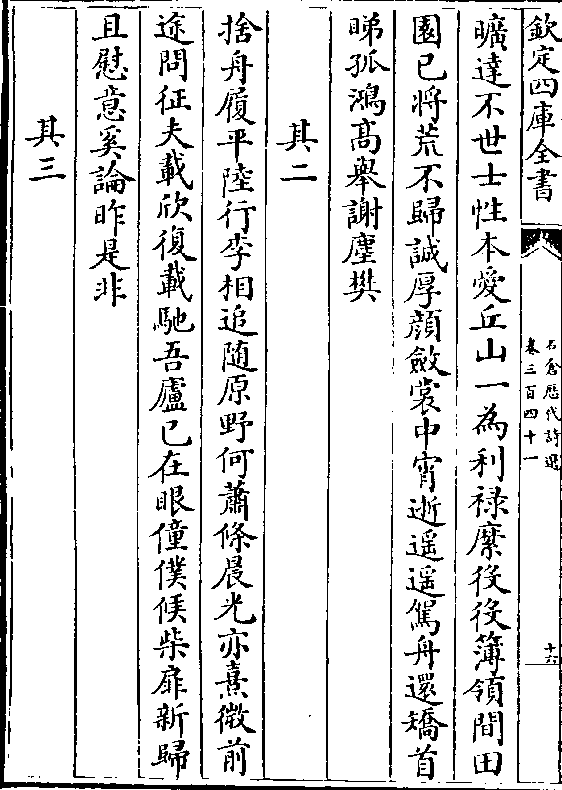 欽定四庫全書
石倉歷代詩選
卷三百四十一
十六
曠達不世士性本愛丘山一為利祿縻役役簿領間田
園已將荒不歸誠厚顔斂裳中宵逝遥遥駕舟還矯首
睇孤鴻髙舉謝塵樊
其二
捨舟履平陸行李相追随原野何蕭條晨光亦熹微前
途問征夫載欣復載馳吾廬已在眼僮僕候柴扉新歸
且慰意奚論昨是非
其三